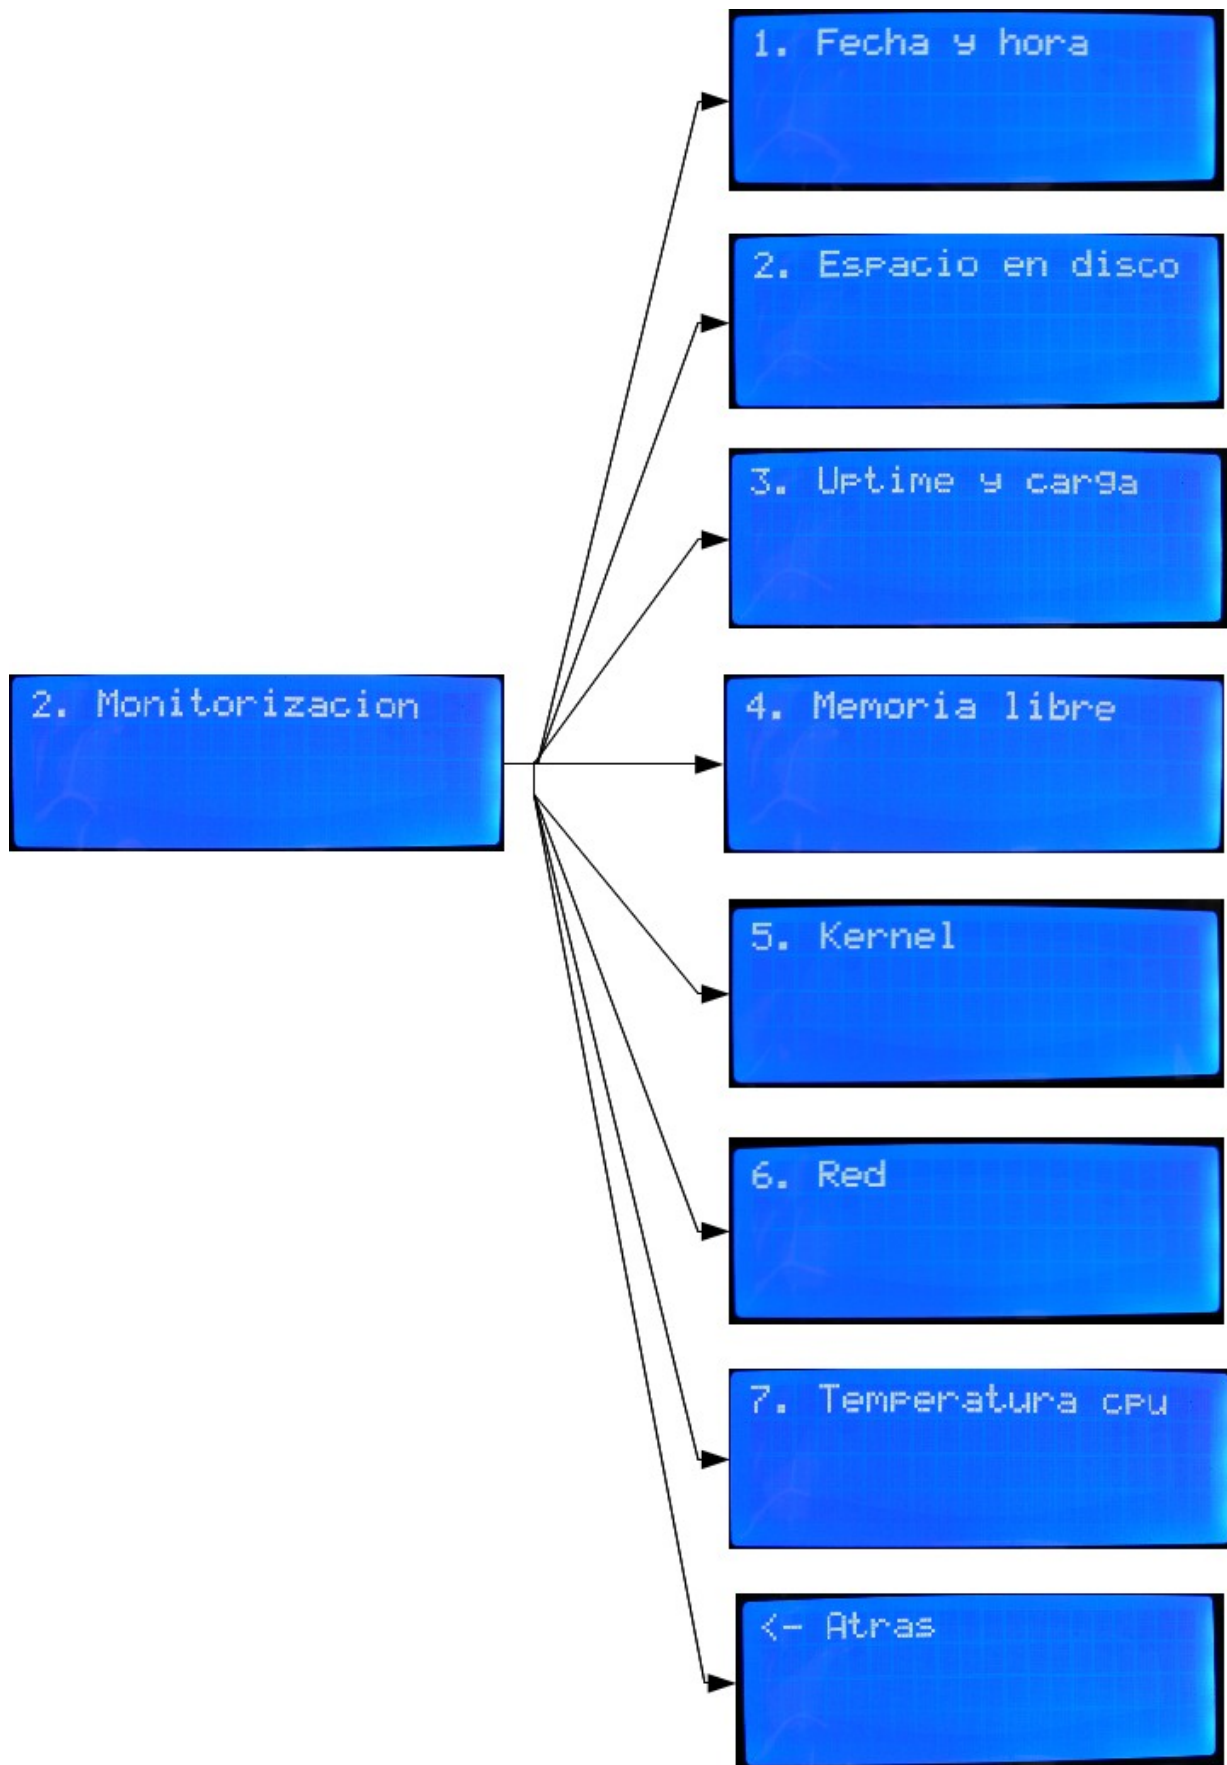 1. Fecha y hora
2. Espacio en disco
3. Uptime y carga
2. Monitorizacion
4. Memoria libre
5. Kernel
6. Red
7. Temperatura cpu
<- Atras